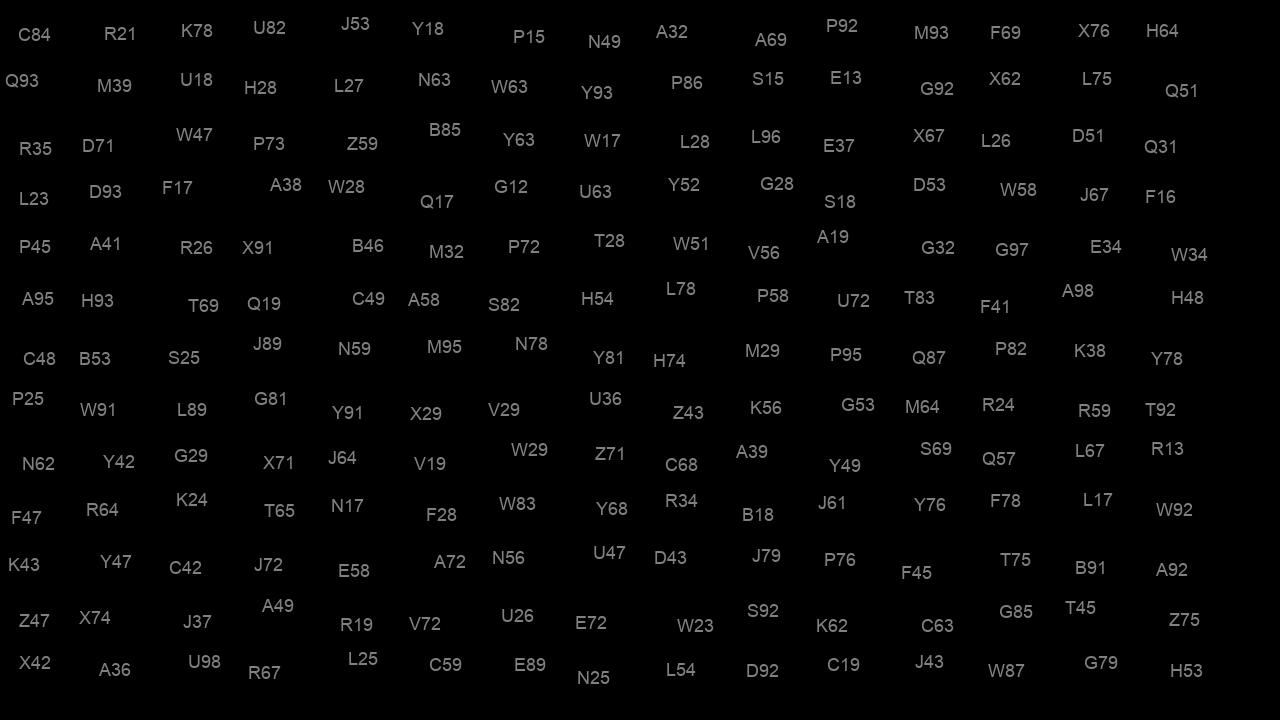 C84 R21 K78 U82 J53 Y18 P15 N49 A32 A69 P92 M93 F69 X76 H64
Q93 M39 U18 H28 L27 N63 W63 Y93 P86 S15 E13 G92 X62 L75 Q51
R35 D71 W47 P73 Z59 B85 Y63 W17 L28 L96 E37 X67 L26 D51 Q31
L23 D93 F17 A38 W28 Q17 G12 U63 Y52 G28 S18 D53 W58 J67 F16
P45 A41 R26 X91 B46 M32 P72 T28 W51 V56 A19 G32 G97 E34 W34
A95 H93 T69 Q19 C49 A58 S82 H54 L78 P58 U72 T83 F41 A98 H48
C48 B53 S25 J89 N59 M95 N78 Y81 H74 M29 P95 Q87 P82 K38 Y78
P25 W91 L89 G81 Y91 X29 V29 U36 Z43 K56 G53 M64 R24 R59 T92
N62 Y42 G29 X71 J64 V19 W29 Z71 C68 A39 Y49 S69 Q57 L67 R13
F47 R64 K24 T65 N17 F28 W83 Y68 R34 B18 J61 Y76 F78 L17 W92
K43 Y47 C42 J72 E58 A72 N56 U47 D43 J79 P76 F45 T75 B91 A92
Z47 X74 J37 A49 R19 V72 U26 E72 W23 S92 K62 C63 G85 T45 Z75
X42 A36 U98 R67 L25 C59 E89 N25 L54 D92 C19 J43 W87 G79 H53